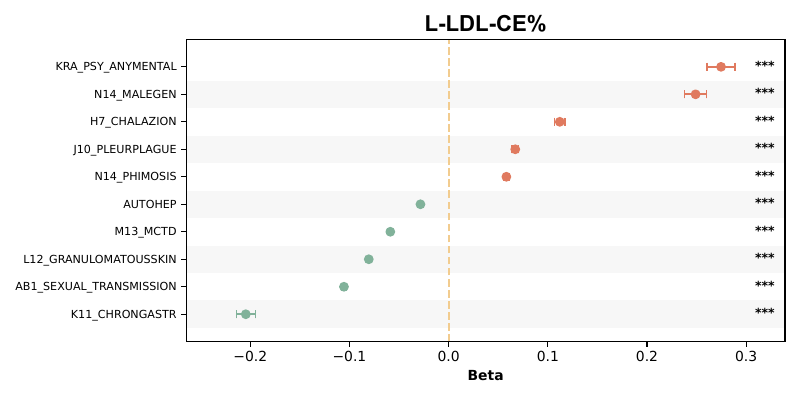 L-LDL-CE%
KRA_PSY_ANYMENTAL ***
N14_MALEGEN ***
H7_CHALAZION ***
J10_PLEURPLAGUE ***
N14_PHIMOSIS ***
AUTOHEP ***
M13_MCTD ***
L12_GRANULOMATOUSSKIN ***
AB1_SEXUAL_TRANSMISSION ***
K11_CHRONGASTR ***
−0.2 −0.1 0.0 0.1 0.2 0.3
Beta